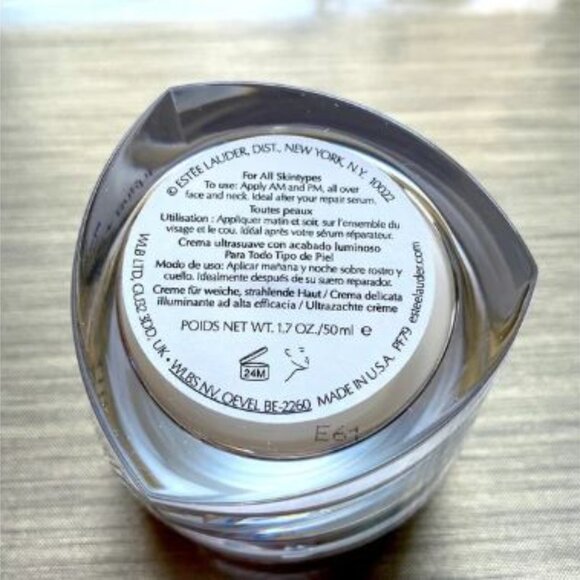 © ESTĒE LAUDER, DIST., NEW YORK, N.Y. 10022
For All Skintypes
To use: Apply AM and PM, all over
face and neck. Ideal after your repair serum.
Toutes peaux
Utilisation : Appliquer matin et soir, sur l'ensemble du
visage et le cou. Idéal après votre sérum réparateur.
Crema ultrasuave con acabado luminoso
Para Todo Tipo de Piel
Modo de uso: Aplicar mañana y noche sobre rostro y
cuello. Idealmente después de su suero reparador.
Creme für weiche, strahlende Haut / Crema delicata
illuminante ad alta efficacia / Ultrazachte crème
POIDS NET WT. 1.7 OZ./50 ml e
24M
WLB LTD, GU32 3DD, UK • WLBS NV, OEVEL BE-2260 MADE IN U.S.A. PF79 esteelauder.com
E61